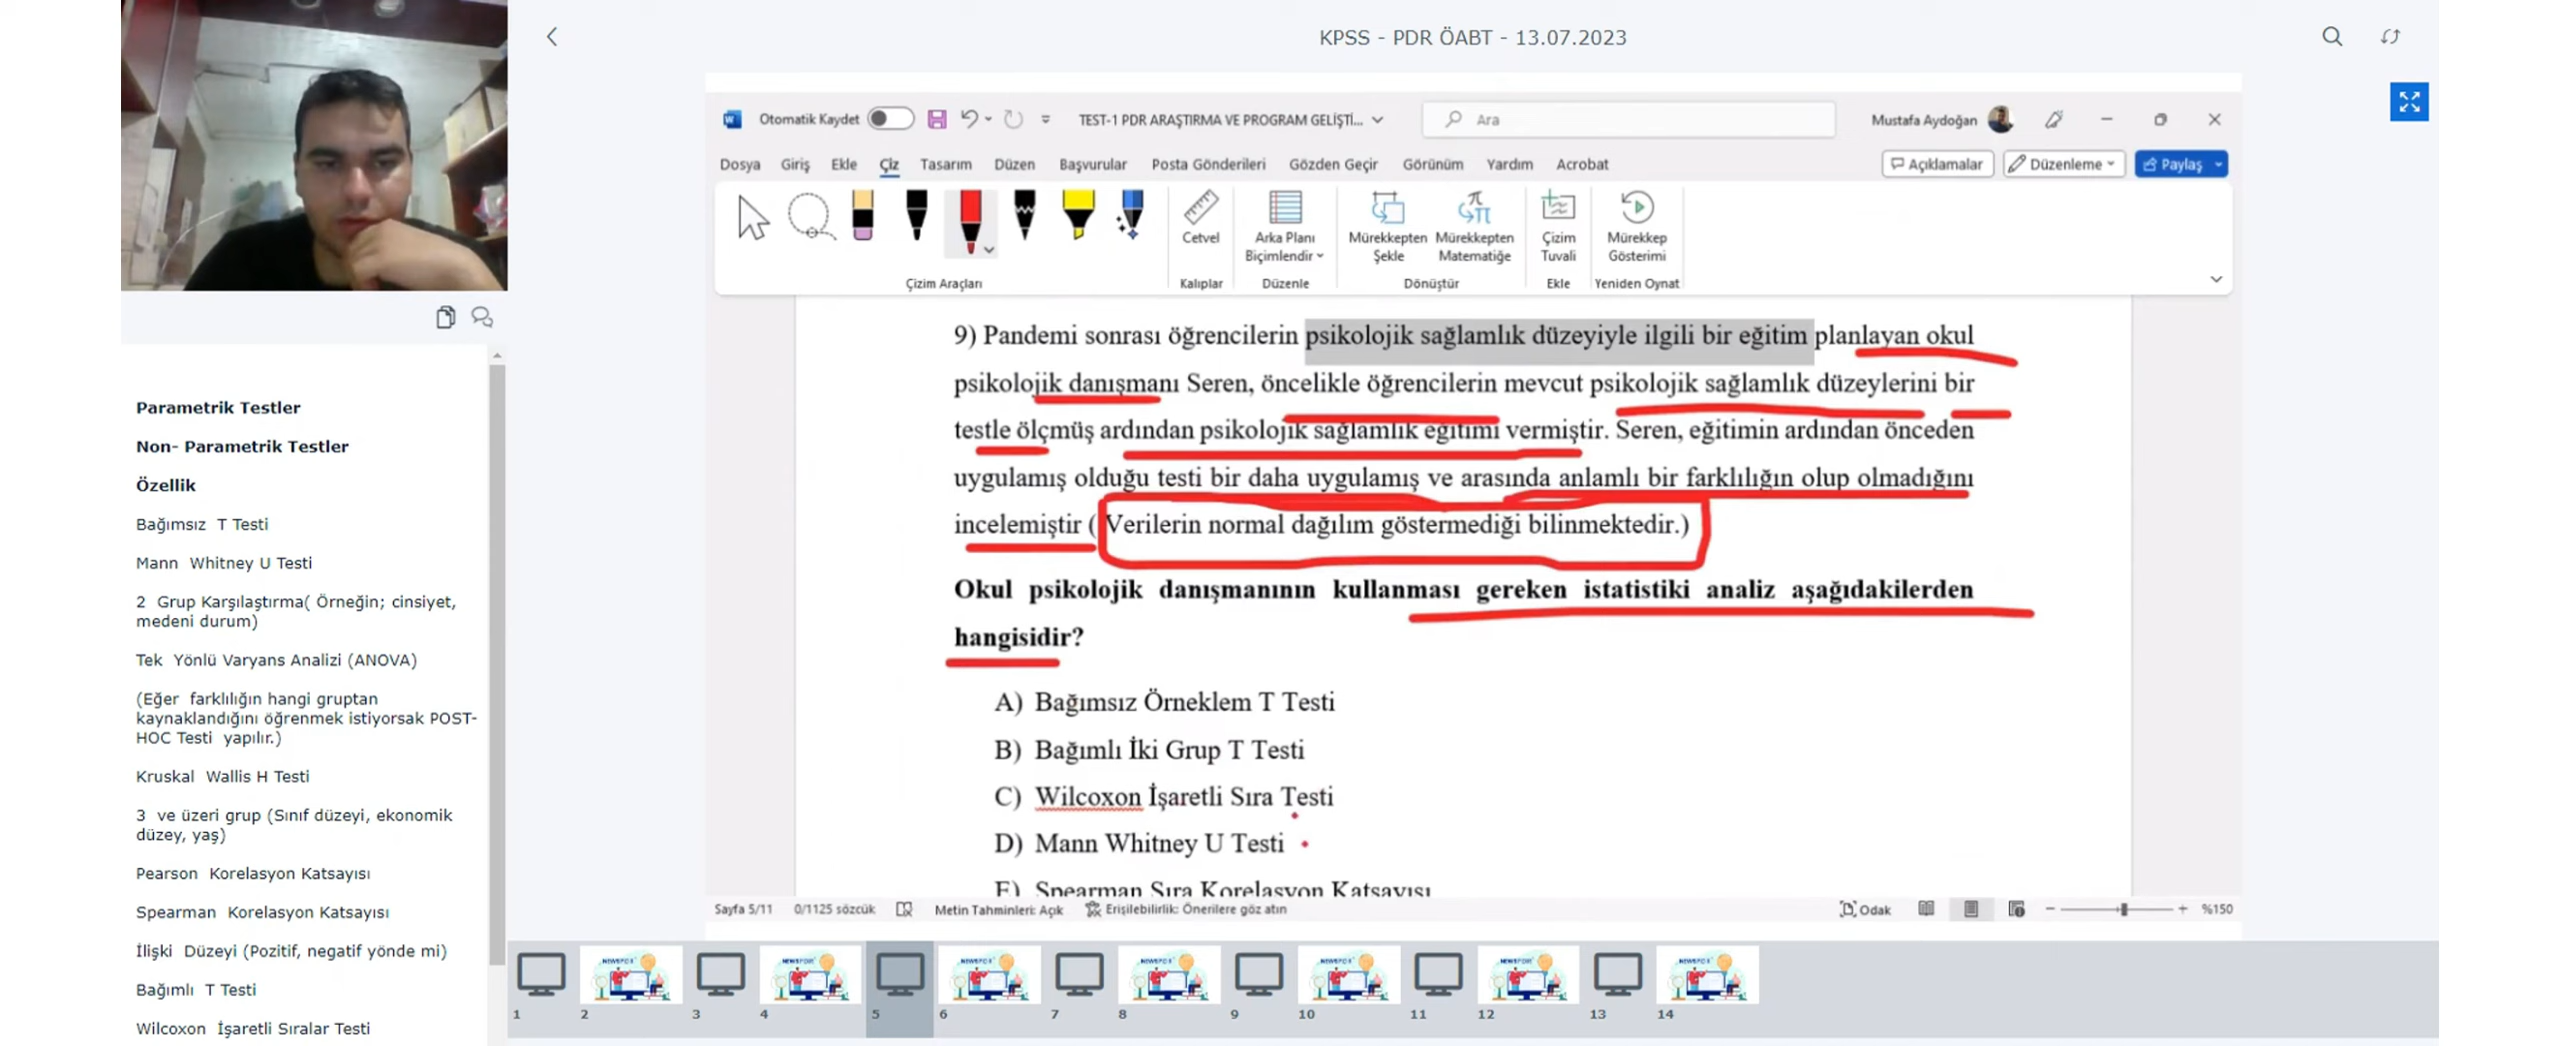 KPSS - PDR ÖABT - 13.07.2023
Otomatik Kaydet
TEST-1 PDR ARAŞTIRMA VE PROGRAM GELİŞTİ...
Ara
Mustafa Aydoğan
Dosya Giriş Ekle Çiz Tasarım Düzen Başvurular Posta Gönderileri Gözden Geçir Görünüm Yardım Acrobat
Açıklamalar Düzenleme Paylaş
Cetvel
Arka Planı Biçimlendir
Mürekkepten Şekle
Mürekkepten Matematiğe
Çizim Tuvali
Mürekkep Gösterimi
Çizim Araçları Kalıplar Düzenle Dönüştür Ekle Yeniden Oynat
9) Pandemi sonrası öğrencilerin psikolojik sağlamlık düzeyiyle ilgili bir eğitim planlayan okul
psikolojik danışmanı Seren, öncelikle öğrencilerin mevcut psikolojik sağlamlık düzeylerini bir
testle ölçmüş ardından psikolojik sağlamlık eğitimi vermiştir. Seren, eğitimin ardından önceden
uygulamış olduğu testi bir daha uygulamış ve arasında anlamlı bir farklılığın olup olmadığını
incelemiştir ( Verilerin normal dağılım göstermediği bilinmektedir.)
Okul psikolojik danışmanının kullanması gereken istatistiki analiz aşağıdakilerden
hangisidir?
A) Bağımsız Örneklem T Testi
B) Bağımlı İki Grup T Testi
C) Wilcoxon İşaretli Sıra Testi
D) Mann Whitney U Testi
E) Spearman Sıra Korelasyon Katsayısı
Sayfa 5/11 0/1125 sözcük Metin Tahminleri: Açık Erişilebilirlik: Önerilere göz atın Odak %150
Parametrik Testler
Non- Parametrik Testler
Özellik
Bağımsız T Testi
Mann Whitney U Testi
2 Grup Karşılaştırma( Örneğin; cinsiyet,
medeni durum)
Tek Yönlü Varyans Analizi (ANOVA)
(Eğer farklılığın hangi gruptan
kaynaklandığını öğrenmek istiyorsak POST-
HOC Testi yapılır.)
Kruskal Wallis H Testi
3 ve üzeri grup (Sınıf düzeyi, ekonomik
düzey, yaş)
Pearson Korelasyon Katsayısı
Spearman Korelasyon Katsayısı
İlişki Düzeyi (Pozitif, negatif yönde mi)
Bağımlı T Testi
Wilcoxon İşaretli Sıralar Testi
1 2 3 4 5 6 7 8 9 10 11 12 13 14